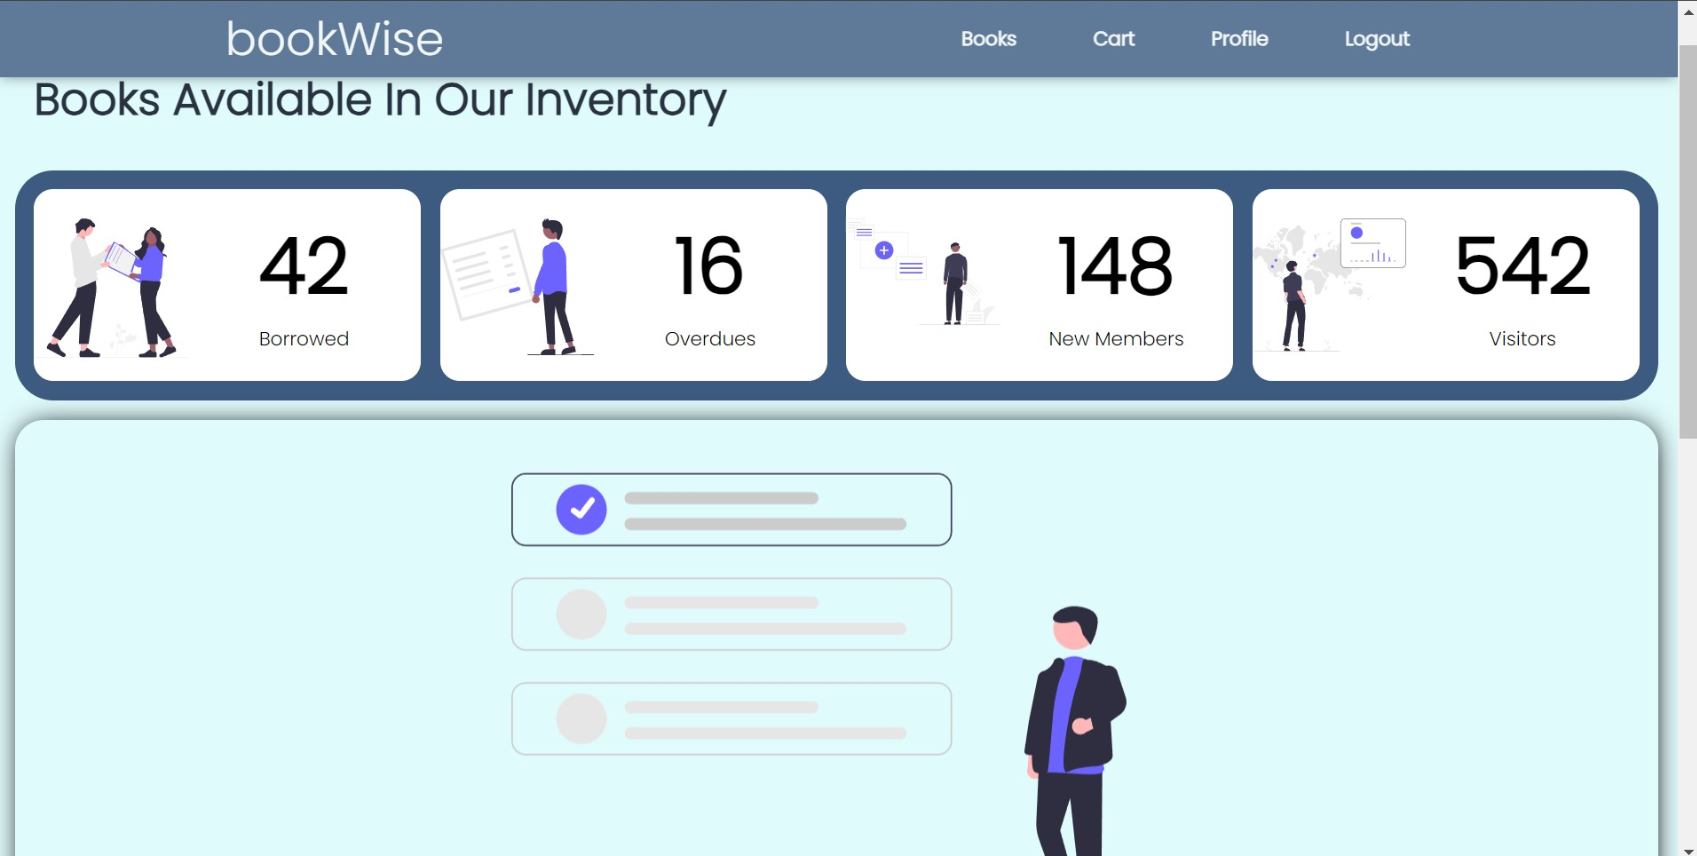 bookWise
Books Cart Profile Logout
Books Available In Our Inventory
42
Borrowed
16
Overdues
148
New Members
542
Visitors